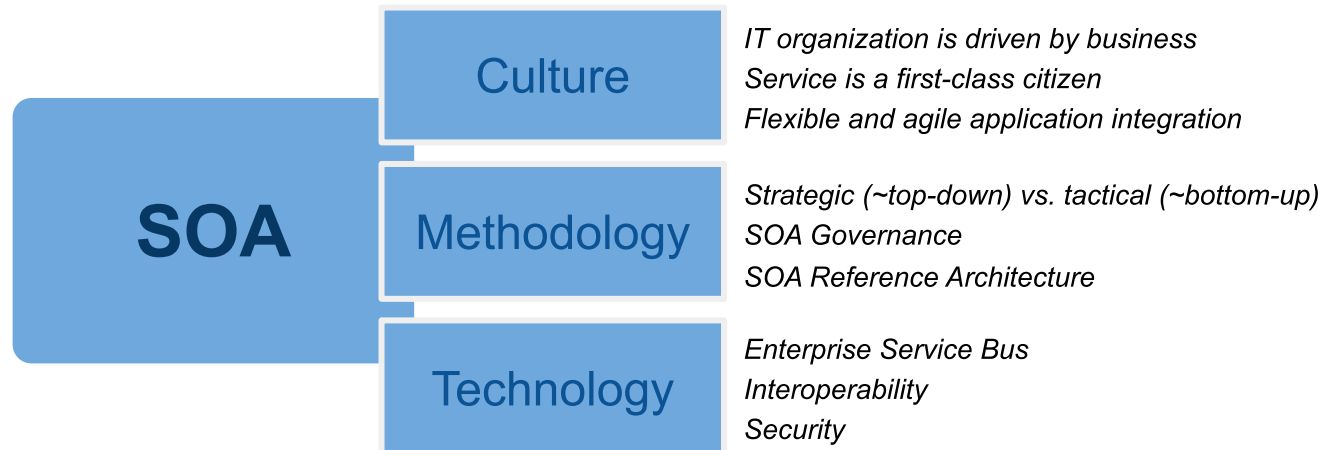 SOA
Culture
IT organization is driven by business
Service is a first-class citizen
Flexible and agile application integration
Methodology
Strategic (~top-down) vs. tactical (~bottom-up)
SOA Governance
SOA Reference Architecture
Technology
Enterprise Service Bus
Interoperability
Security